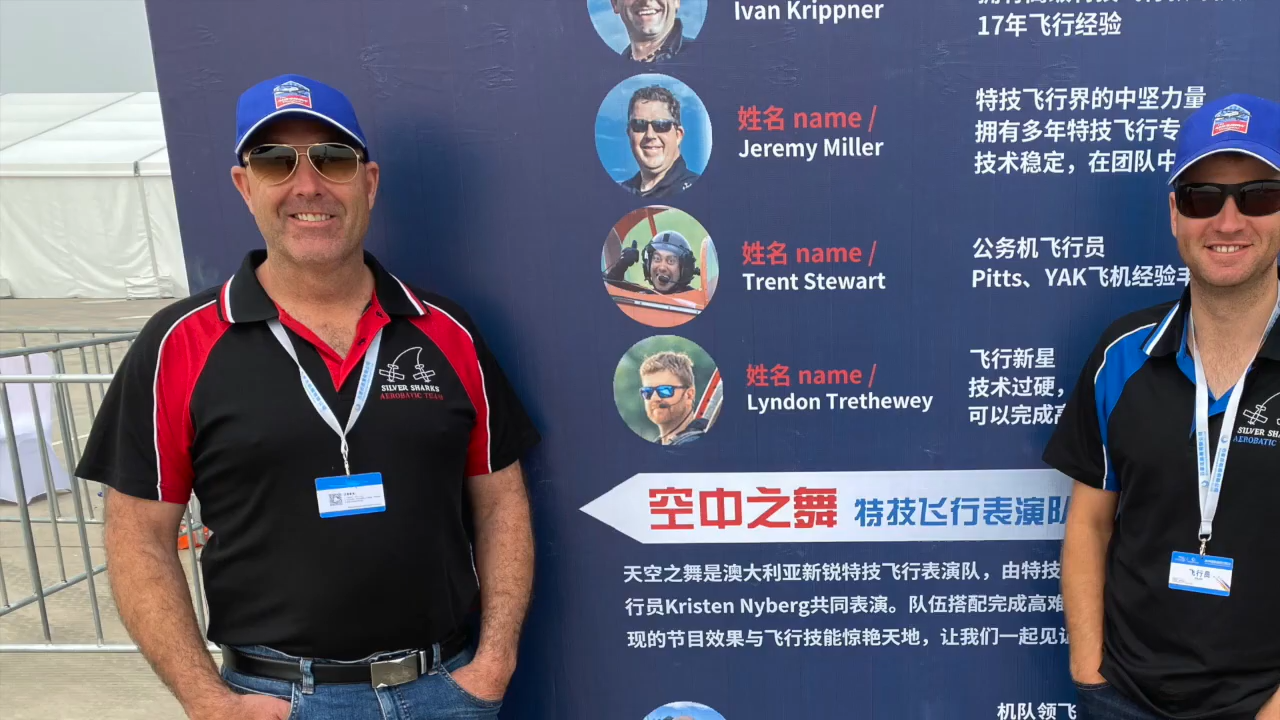 Ivan Krippner
17年飞行经验
姓名 name /
Jeremy Miller
特技飞行界的中坚力量
拥有多年特技飞行专
技术稳定，在团队中
姓名 name /
Trent Stewart
公务机飞行员
Pitts、YAK飞机经验丰
姓名 name /
Lyndon Trethewey
飞行新星
技术过硬，
可以完成高
空中之舞 特技飞行表演队
天空之舞是澳大利亚新锐特技飞行表演队，由特技
行员Kristen Nyberg共同表演。队伍搭配完成高难
现的节目效果与飞行技能惊艳天地，让我们一起见证
机队领飞
SILVER SHARKS
AEROBATIC TEAM
SILVER SHA
AEROBATIC
飞行员